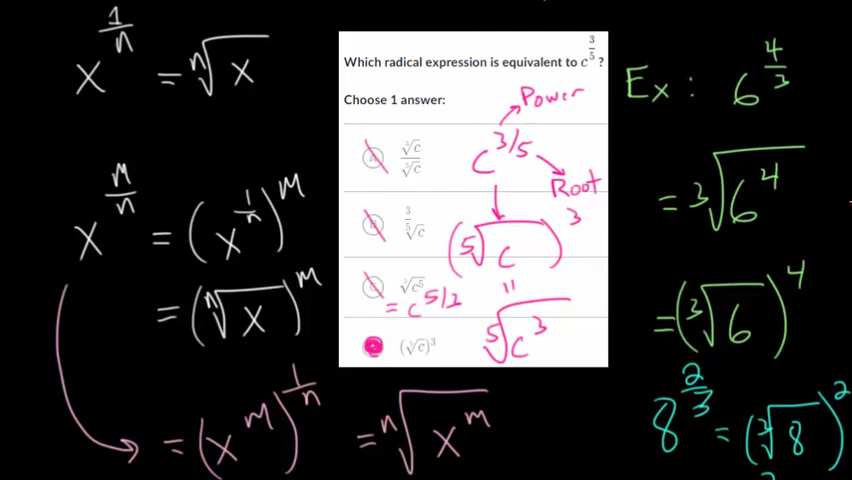 x^{1/n} = ⁿ√x
x^{m/n} = (x^{1/n})^m
= (ⁿ√x)^m
= (x^m)^{1/n} = ⁿ√(x^m)
Which radical expression is equivalent to c^{3/5} ?
Choose 1 answer:
A
B
C
Power
c^{3/5}
Root
(⁵√c)³
=
⁵√(c³)
= c^{5/2}
Ex : 6^{4/3}
= ³√(6⁴)
= (³√6)⁴
8^{2/3} = (³√8)²